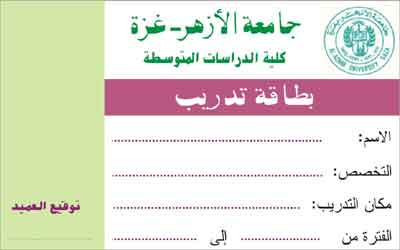 جامعة الأزهر-غزة
كلية الدراسات المتوسطة
بطاقة تدريب
الاسم:
التخصص:
مكان التدريب:
توقيع العميد
الفترة من ...... إلى ......